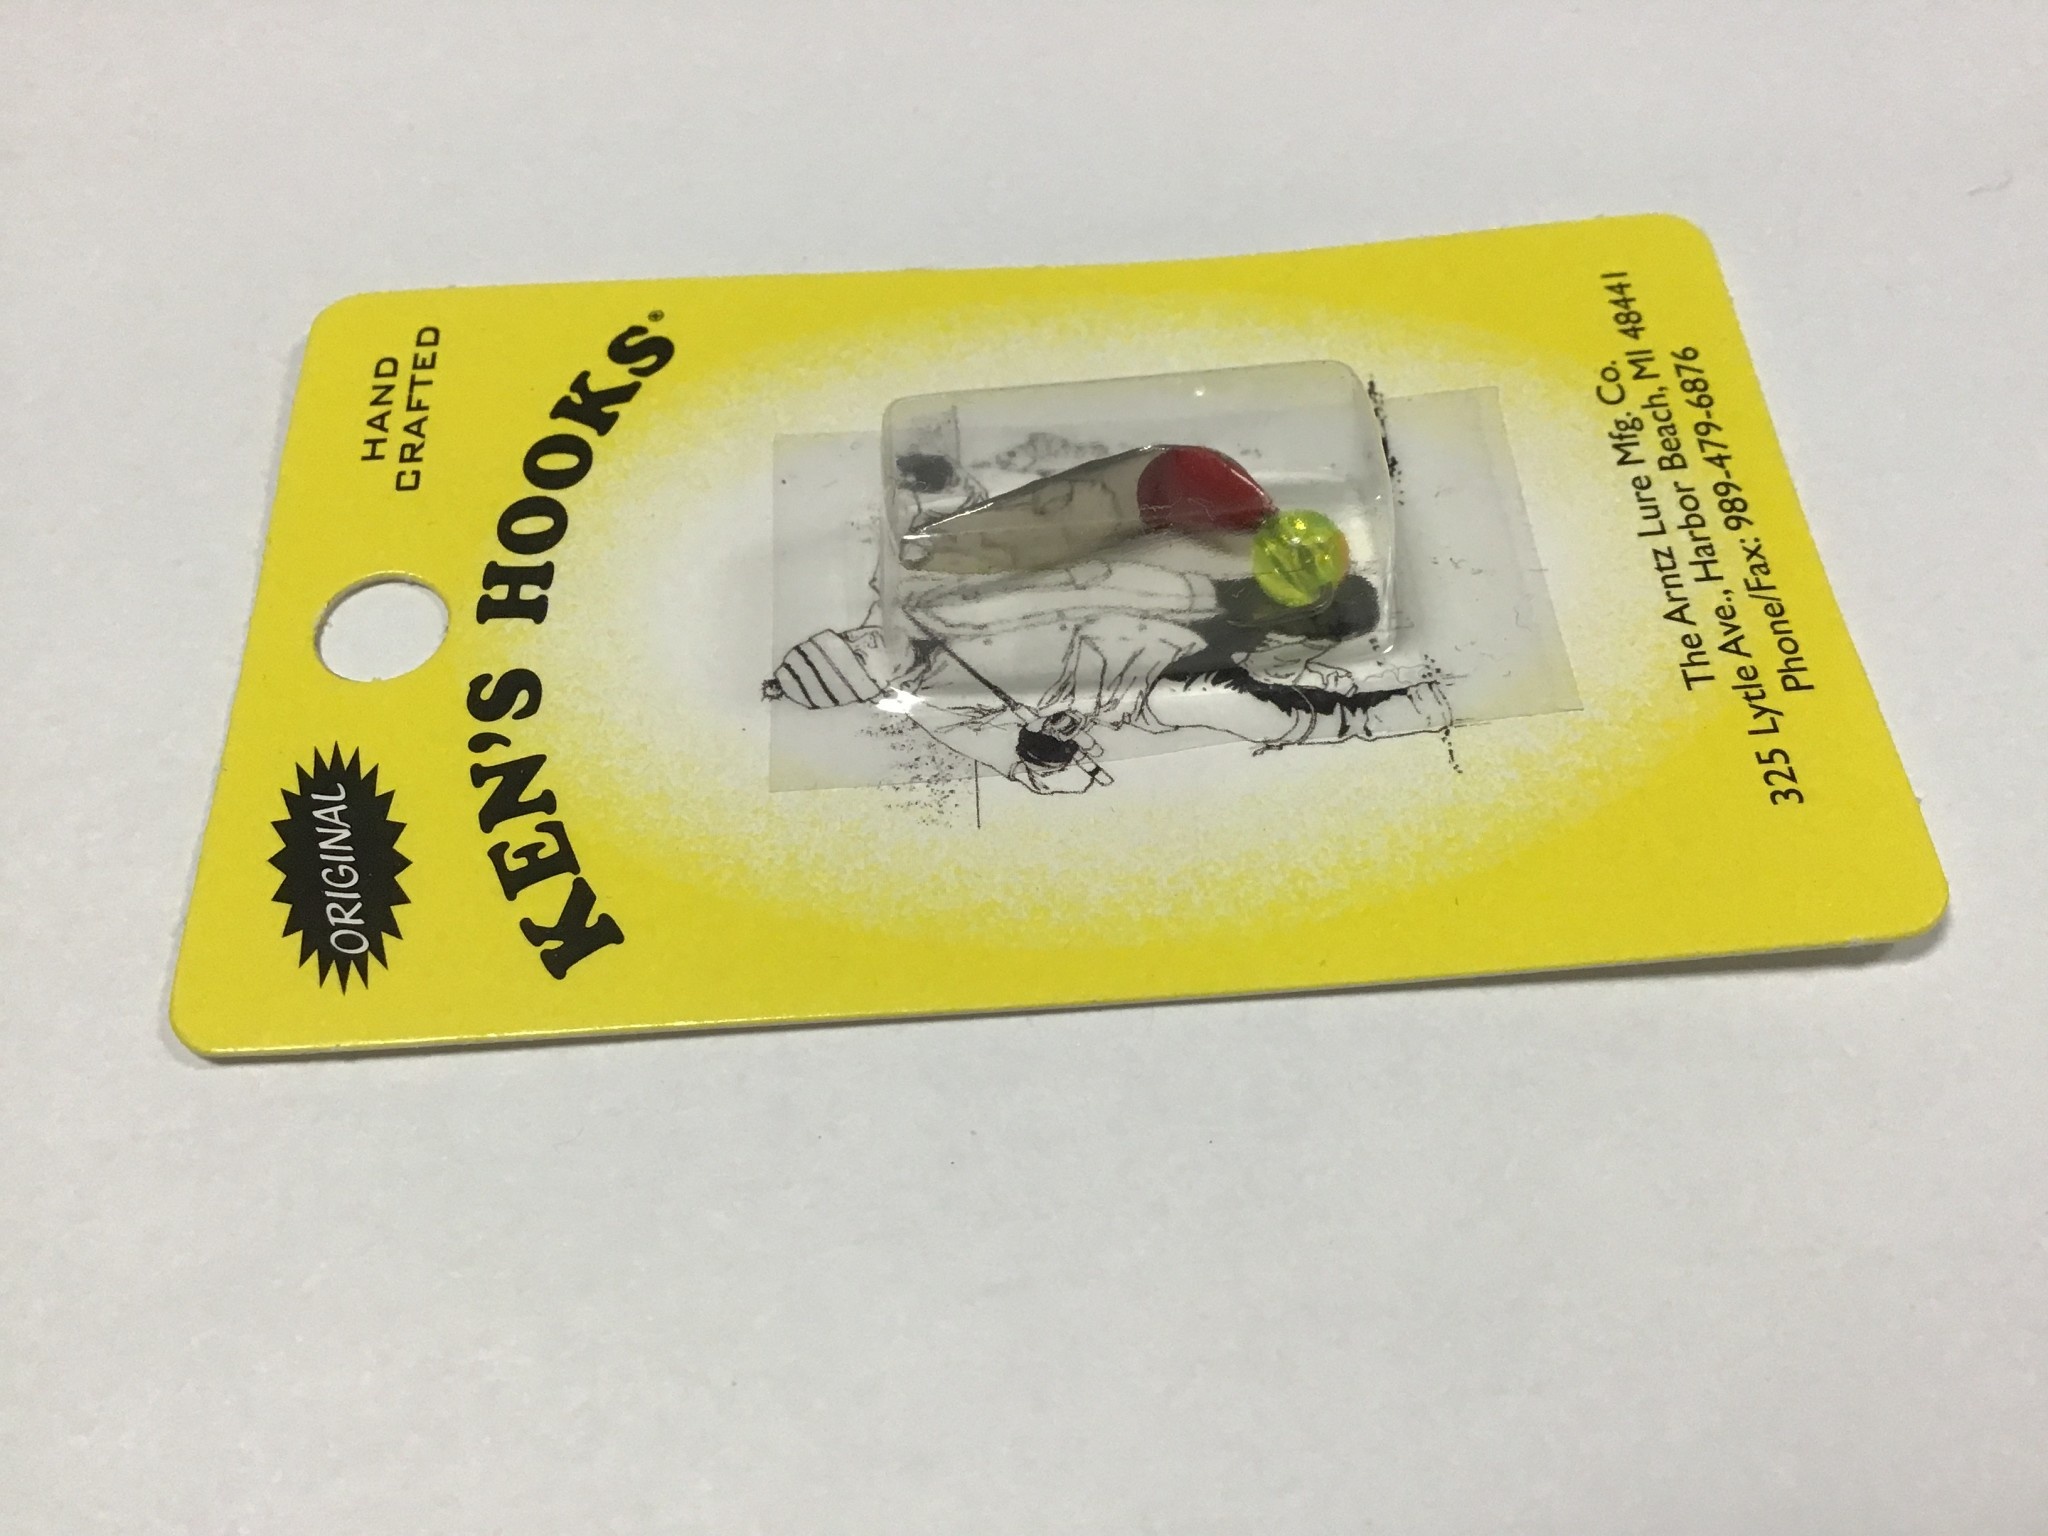 ORIGINAL
HAND
CRAFTED
KEN'S HOOKS®
The Arntz Lure Mfg. Co.
325 Lytle Ave., Harbor Beach, MI 48441
Phone/Fax: 989-479-6876